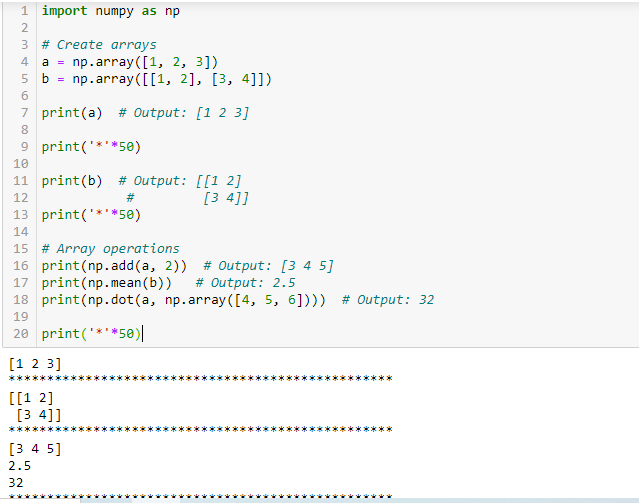 1 import numpy as np
2
3 # Create arrays
4 a = np.array([1, 2, 3])
5 b = np.array([[1, 2], [3, 4]])
6
7 print(a)  # Output: [1 2 3]
8
9 print('*'*50)
10
11 print(b)  # Output: [[1 2]
12            #         [3 4]]
13 print('*'*50)
14
15 # Array operations
16 print(np.add(a, 2))  # Output: [3 4 5]
17 print(np.mean(b))   # Output: 2.5
18 print(np.dot(a, np.array([4, 5, 6])))  # Output: 32
19
20 print('*'*50)
[1 2 3]
**************************************************
[[1 2]
 [3 4]]
**************************************************
[3 4 5]
2.5
32
**************************************************